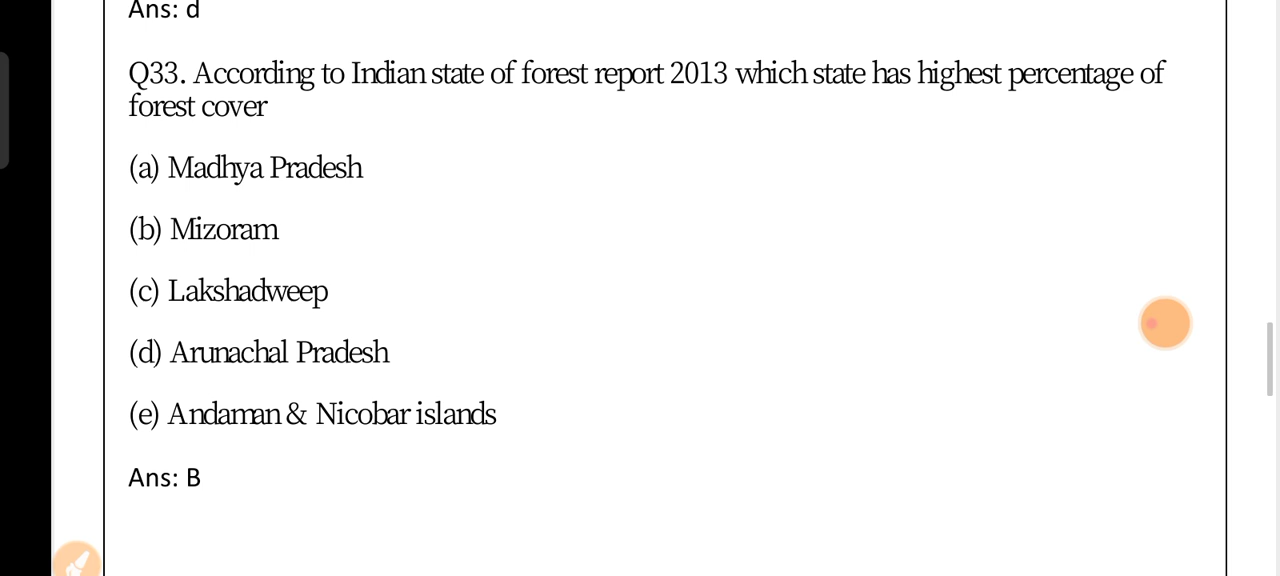 Ans: d
Q33. According to Indian state of forest report 2013 which state has highest percentage of
forest cover
(a) Madhya Pradesh
(b) Mizoram
(c) Lakshadweep
(d) Arunachal Pradesh
(e) Andaman & Nicobar islands
Ans: B